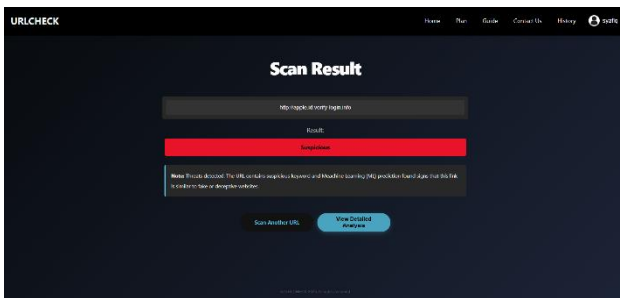 URLCHECK
Home Plan Guide Contact Us History syafiq
Scan Result
Result:
Suspicious
Note: Threats detected: The URL contains suspicious keyword and Meachine Learning (ML) prediction found signs that this link
is similar to fake or deceptive websites.
Scan Another URL
View Detailed
Analysis